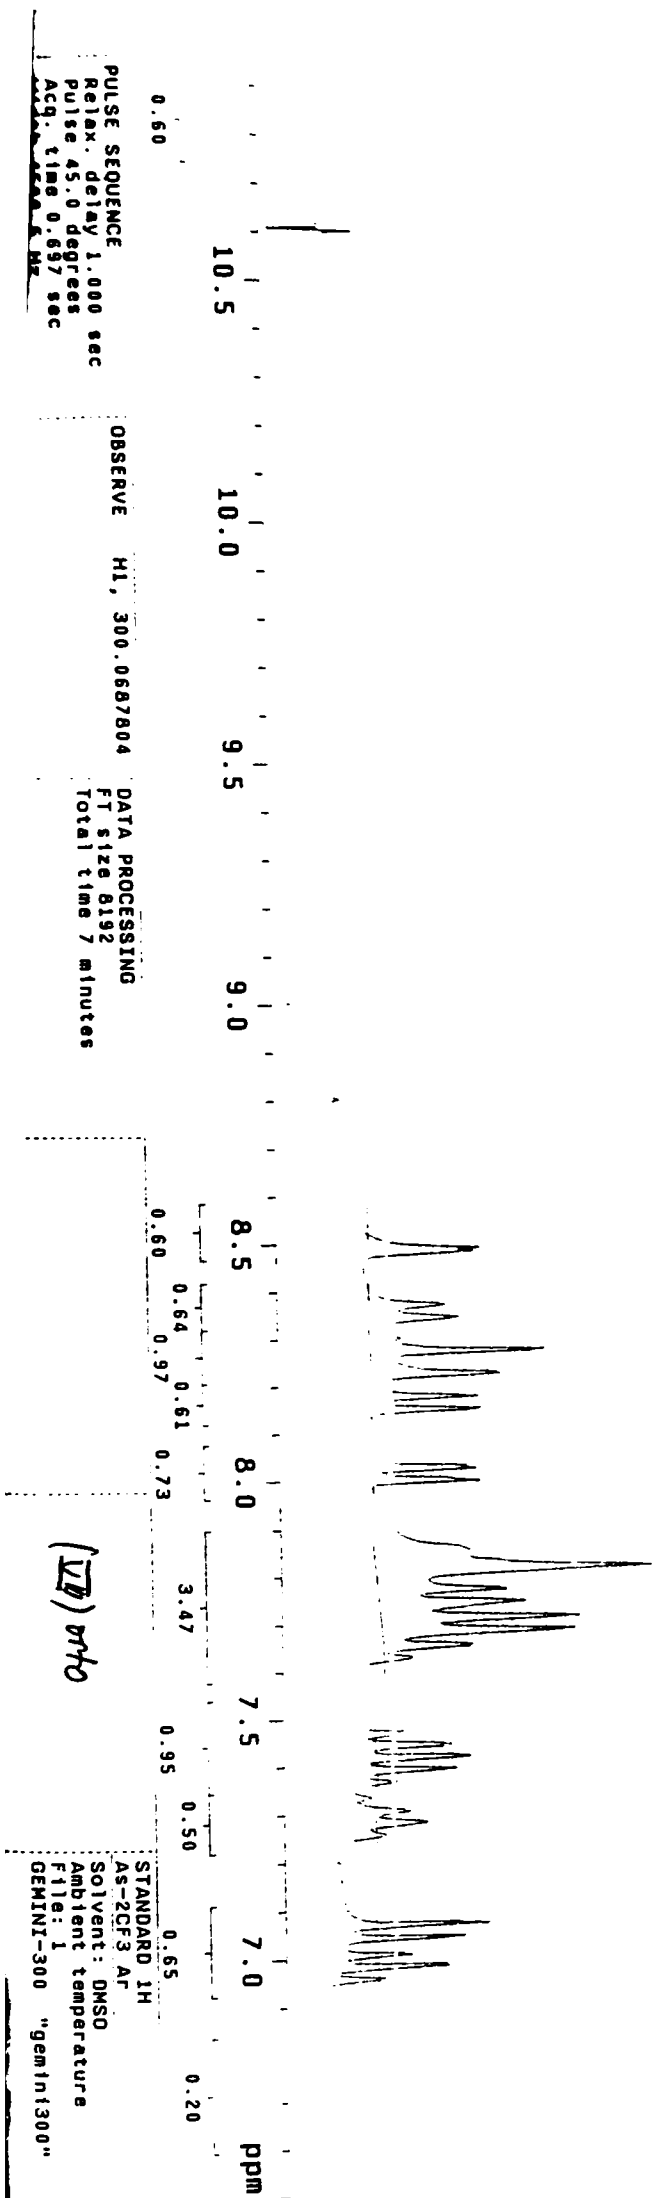 PULSE SEQUENCE
Relax. delay 1.000 sec
Pulse 45.0 degrees
Acq. time 0.697 sec
OBSERVE H1, 300.0687804
DATA PROCESSING
FT size 8192
Total time 7 minutes
STANDARD 1H
As-2CF3 Ar
Solvent: DMSO
Ambient temperature
File: 1
GEMINI-300 "gemini300"
orto
0.60
0.60
0.64
0.97
0.61
0.73
3.47
0.95
0.50
0.65
0.20
10.5
10.0
9.5
9.0
8.5
8.0
7.5
7.0
ppm